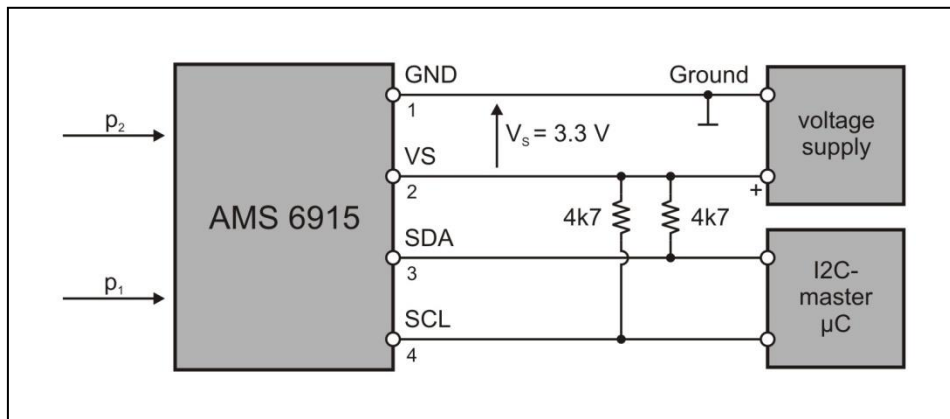 GND
Ground
1
voltage
supply
p₂
Vₛ = 3.3 V
VS
2
+
AMS 6915
4k7
4k7
SDA
3
I2C-
master
µC
p₁
SCL
4